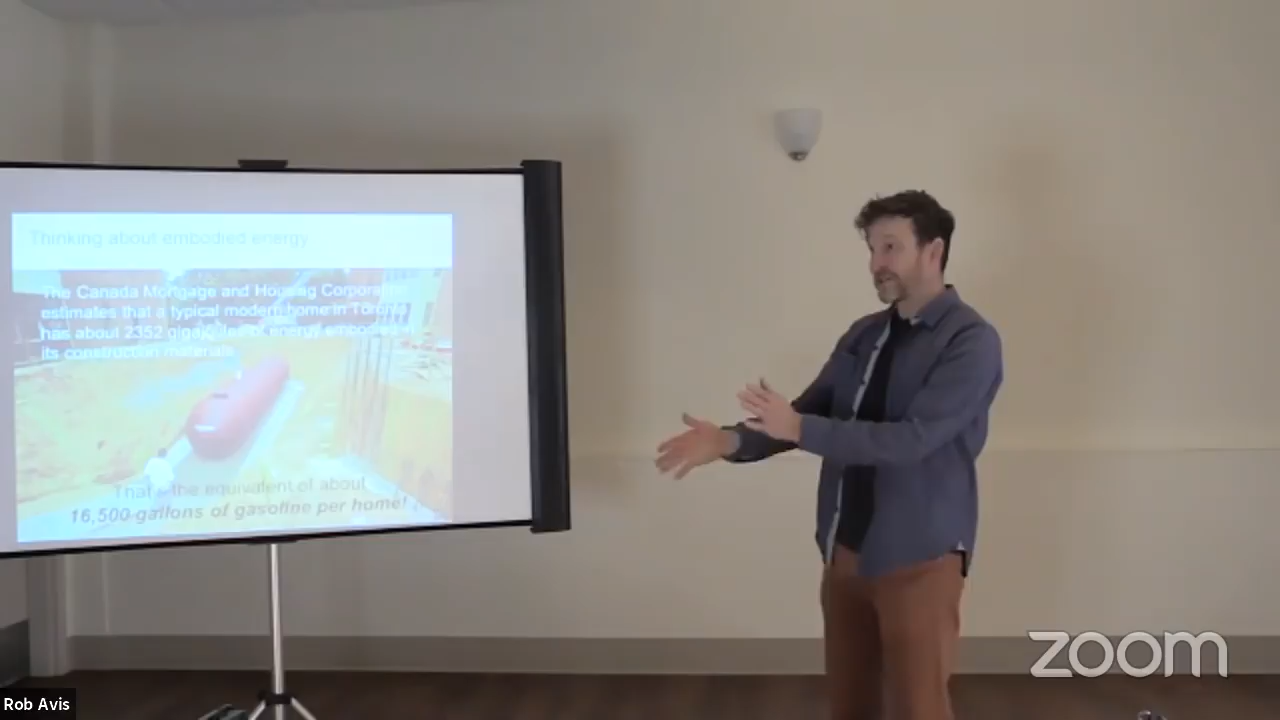 Thinking about embodied energy
The Canada Mortgage and Housing Corporation
estimates that a typical modern home in Toronto
has about 2352 gigajoules of energy embodied in
its construction materials
That's the equivalent of about
16,500 gallons of gasoline per home!
zoom
Rob Avis